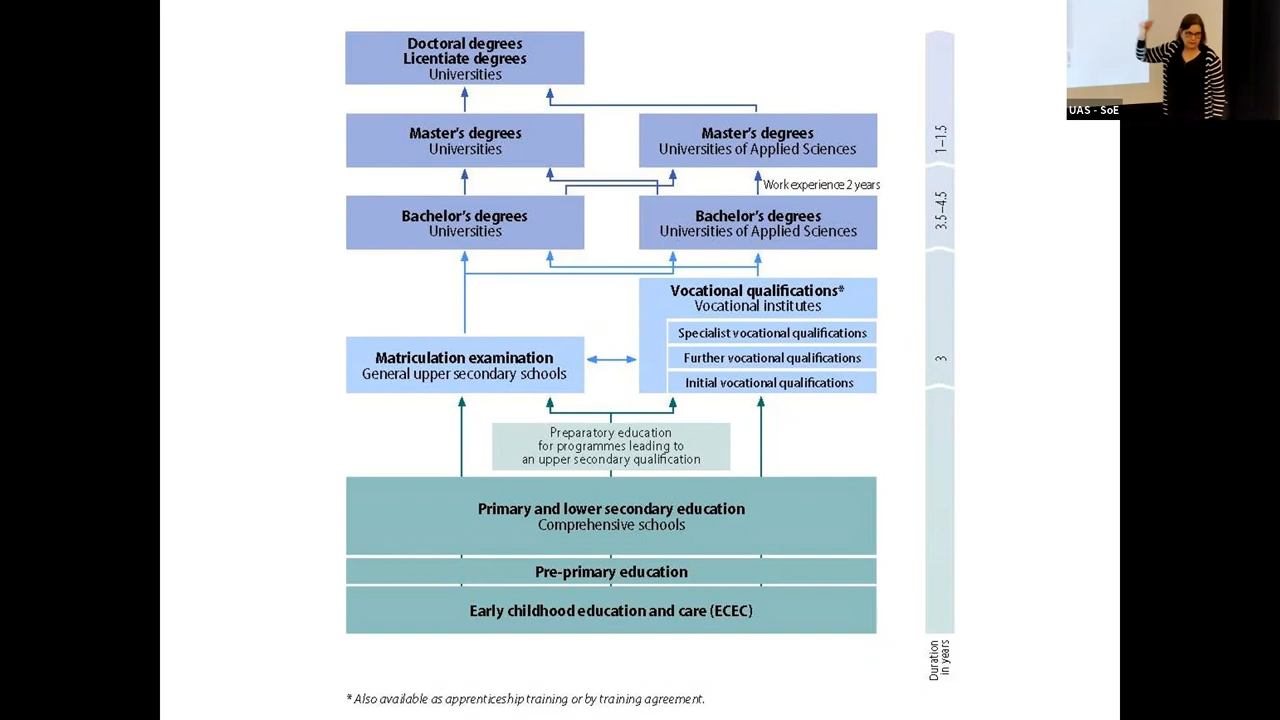 Doctoral degrees
Licentiate degrees
Universities
Master's degrees
Universities
Master's degrees
Universities of Applied Sciences
Work experience 2 years
Bachelor's degrees
Universities
Bachelor's degrees
Universities of Applied Sciences
Vocational qualifications*
Vocational institutes
Specialist vocational qualifications
Further vocational qualifications
Initial vocational qualifications
Matriculation examination
General upper secondary schools
Preparatory education
for programmes leading to
an upper secondary qualification
Primary and lower secondary education
Comprehensive schools
Pre-primary education
Early childhood education and care (ECEC)
* Also available as apprenticeship training or by training agreement.
1–1.5
3.5–4.5
3
Duration
in years
UAS - SoE